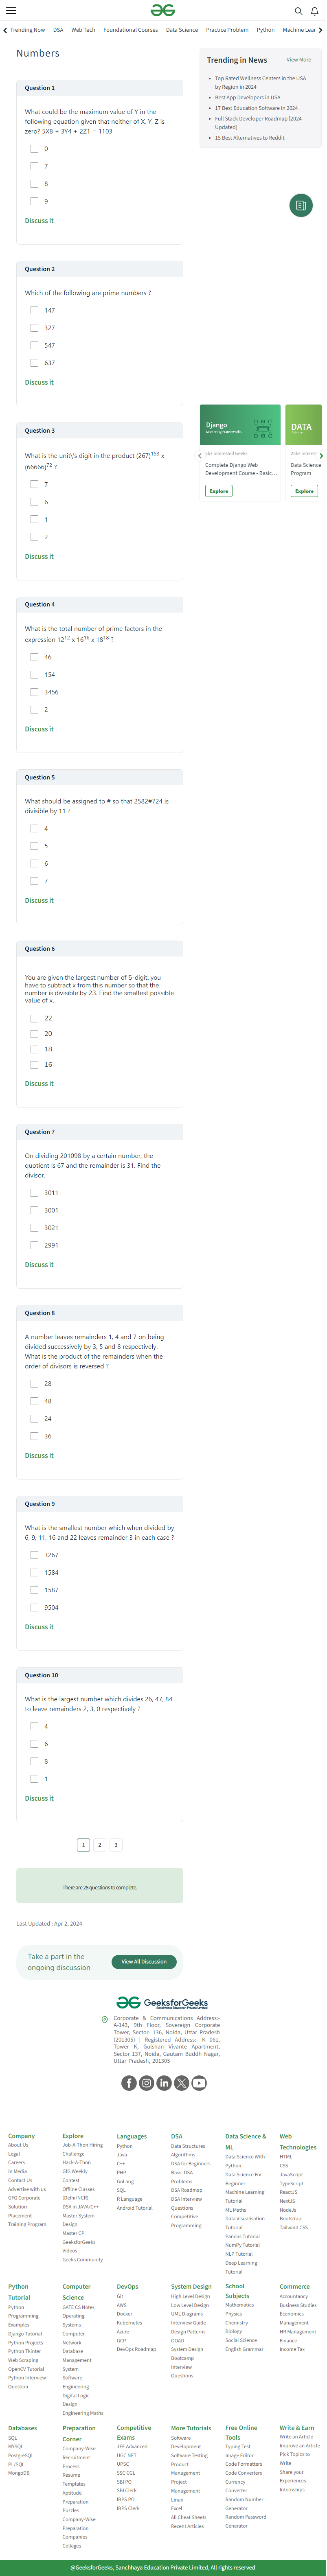 Trending Now DSA Web Tech Foundational Courses Data Science Practice Problem Python Machine Lear
Numbers
Question 1
What could be the maximum value of Y in the
following equation given that neither of X, Y, Z is
zero? 5X8 + 3Y4 + 2Z1 = 1103
0
7
8
9
Discuss it
Question 2
Which of the following are prime numbers ?
147
327
547
637
Discuss it
Question 3
What is the unit\'s digit in the product (267)^153 x
(66666)^72 ?
7
6
1
2
Discuss it
Question 4
What is the total number of prime factors in the
expression 12^12 x 16^16 x 18^18 ?
46
154
3456
2
Discuss it
Question 5
What should be assigned to # so that 2582#724 is
divisible by 11 ?
4
5
6
7
Discuss it
Question 6
You are given the largest number of 5-digit, you
have to subtract x from this number so that the
number is divisible by 23. Find the smallest possible
value of x.
22
20
18
16
Discuss it
Question 7
On dividing 201098 by a certain number, the
quotient is 67 and the remainder is 31. Find the
divisor.
3011
3001
3021
2991
Discuss it
Question 8
A number leaves remainders 1, 4 and 7 on being
divided successively by 3, 5 and 8 respectively.
What is the product of the remainders when the
order of divisors is reversed ?
28
48
24
36
Discuss it
Question 9
What is the smallest number which when divided by
6, 9, 11, 16 and 22 leaves remainder 3 in each case ?
3267
1584
1587
9504
Discuss it
Question 10
What is the largest number which divides 26, 47, 84
to leave remainders 2, 3, 0 respectively ?
4
6
8
1
Discuss it
1 2 3
There are 28 questions to complete.
Last Updated : Apr 2, 2024
Take a part in the
ongoing discussion
View All Discussion
Trending in News
View More
Top Rated Wellness Centers in the USA
by Region in 2024
Best App Developers in USA
17 Best Education Software in 2024
Full Stack Developer Roadmap [2024
Updated]
15 Best Alternatives to Reddit
Django
DATA
Complete Django Web
Development Course - Basic...
Explore
Data Science
Program
Explore
GeeksforGeeks
Corporate & Communications Address:-
A-143, 9th Floor, Sovereign Corporate
Tower, Sector- 136, Noida, Uttar Pradesh
(201305) | Registered Address:- K 061,
Tower K, Gulshan Vivante Apartment,
Sector 137, Noida, Gautam Buddh Nagar,
Uttar Pradesh, 201305
Company
About Us
Legal
Careers
In Media
Contact Us
Advertise with us
GFG Corporate
Solution
Placement
Training Program
Explore
Job-A-Thon Hiring
Challenge
Hack-A-Thon
GfG Weekly
Contest
Offline Classes
(Delhi/NCR)
DSA in JAVA/C++
Master System
Design
Master CP
GeeksforGeeks
Videos
Geeks Community
Languages
Python
Java
C++
PHP
GoLang
SQL
R Language
Android Tutorial
DSA
Data Structures
Algorithms
DSA for Beginners
Basic DSA
Problems
DSA Roadmap
DSA Interview
Questions
Competitive
Programming
Data Science &
ML
Data Science With
Python
Data Science For
Beginner
Machine Learning
Tutorial
ML Maths
Data Visualisation
Tutorial
Pandas Tutorial
NumPy Tutorial
NLP Tutorial
Deep Learning
Tutorial
Web
Technologies
HTML
CSS
JavaScript
TypeScript
ReactJS
NextJS
NodeJs
Bootstrap
Tailwind CSS
Python
Tutorial
Python
Programming
Examples
Django Tutorial
Python Projects
Python Tkinter
Web Scraping
OpenCV Tutorial
Python Interview
Question
Computer
Science
GATE CS Notes
Operating
Systems
Computer
Network
Database
Management
System
Software
Engineering
Digital Logic
Design
Engineering Maths
DevOps
Git
AWS
Docker
Kubernetes
Azure
GCP
DevOps Roadmap
System Design
High Level Design
Low Level Design
UML Diagrams
Interview Guide
Design Patterns
OOAD
System Design
Bootcamp
Interview
Questions
School
Subjects
Mathematics
Physics
Chemistry
Biology
Social Science
English Grammar
Commerce
Accountancy
Business Studies
Economics
Management
HR Management
Finance
Income Tax
Databases
SQL
MYSQL
PostgreSQL
PL/SQL
MongoDB
Preparation
Corner
Company-Wise
Recruitment
Process
Resume
Templates
Aptitude
Preparation
Puzzles
Company-Wise
Preparation
Companies
Colleges
Competitive
Exams
JEE Advanced
UGC NET
UPSC
SSC CGL
SBI PO
SBI Clerk
IBPS PO
IBPS Clerk
More Tutorials
Software
Development
Software Testing
Product
Management
Project
Management
Linux
Excel
All Cheat Sheets
Recent Articles
Free Online
Tools
Typing Test
Image Editor
Code Formatters
Code Converters
Currency
Converter
Random Number
Generator
Random Password
Generator
Write & Earn
Write an Article
Improve an Article
Pick Topics to
Write
Share your
Experiences
Internships
@GeeksforGeeks, Sanchhaya Education Private Limited, All rights reserved